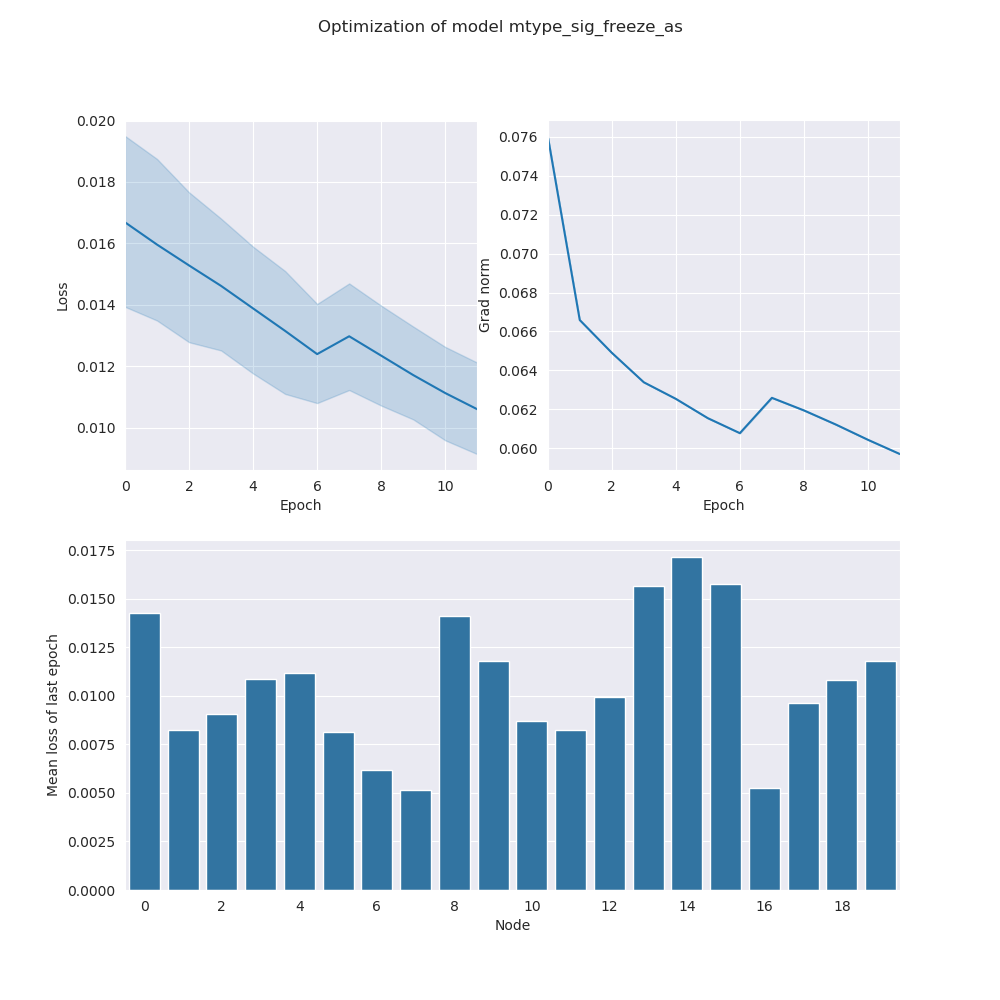 Optimization of model mtype_sig_freeze_as
0.020
0.018
0.016
0.014
0.012
0.010
Loss
0 2 4 6 8 10
Epoch
0.076
0.074
0.072
0.070
0.068
0.066
0.064
0.062
0.060
Grad norm
0 2 4 6 8 10
Epoch
0.0175
0.0150
0.0125
0.0100
0.0075
0.0050
0.0025
0.0000
Mean loss of last epoch
0 2 4 6 8 10 12 14 16 18
Node